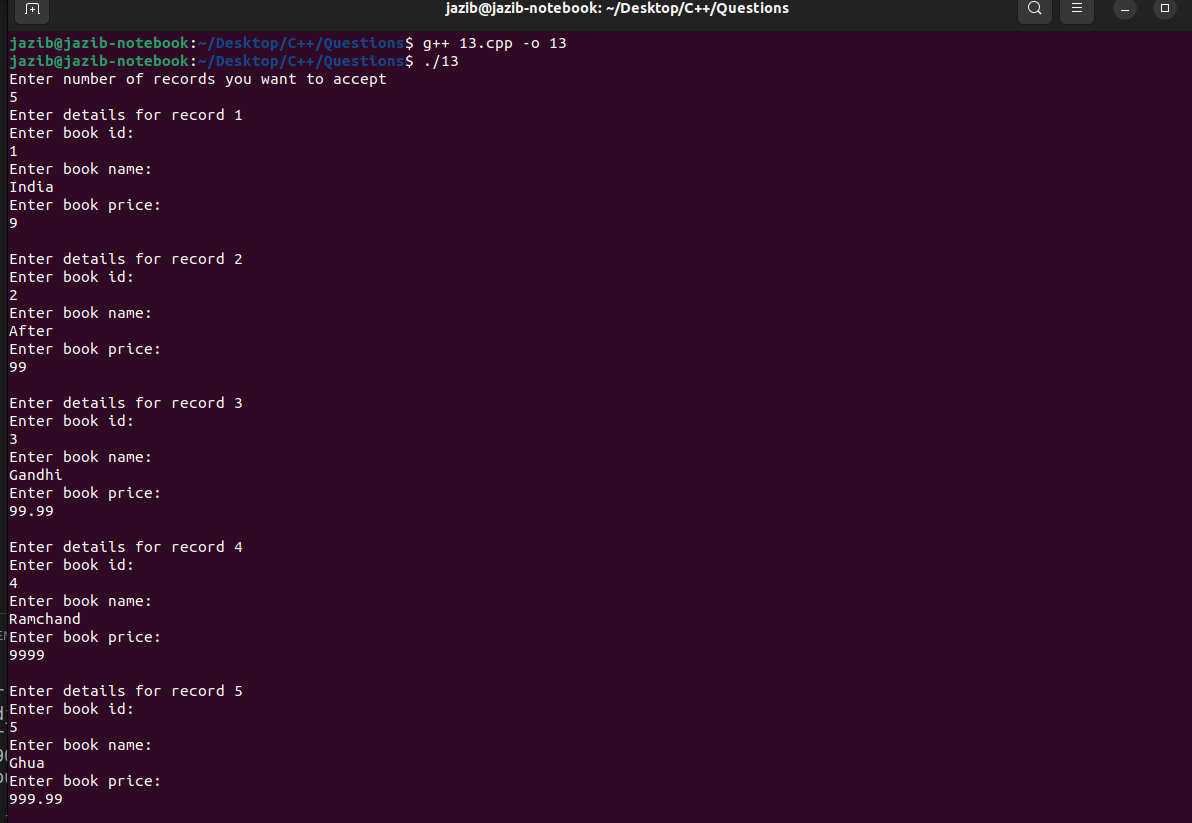 jazib@jazib-notebook: ~/Desktop/C++/Questions
jazib@jazib-notebook:~/Desktop/C++/Questions$ g++ 13.cpp -o 13
jazib@jazib-notebook:~/Desktop/C++/Questions$ ./13
Enter number of records you want to accept
5
Enter details for record 1
Enter book id:
1
Enter book name:
India
Enter book price:
9

Enter details for record 2
Enter book id:
2
Enter book name:
After
Enter book price:
99

Enter details for record 3
Enter book id:
3
Enter book name:
Gandhi
Enter book price:
99.99

Enter details for record 4
Enter book id:
4
Enter book name:
Ramchand
Enter book price:
9999

Enter details for record 5
Enter book id:
5
Enter book name:
Ghua
Enter book price:
999.99